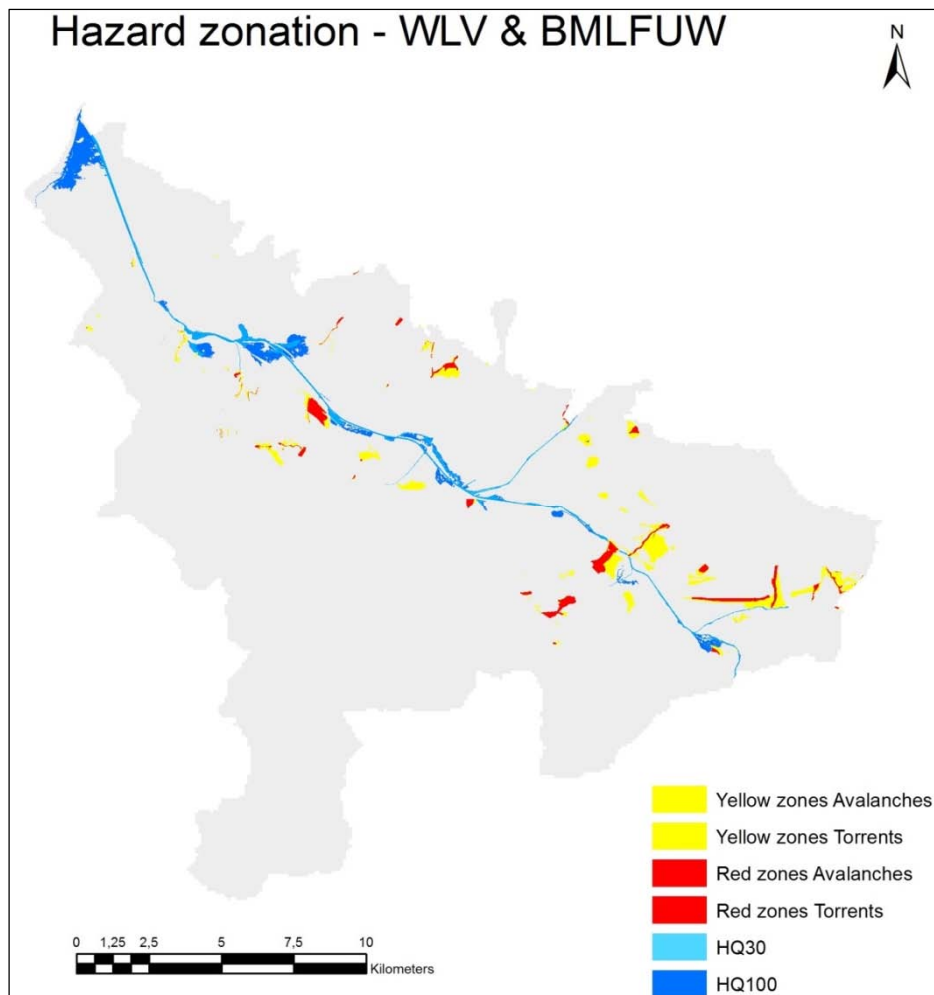 Hazard zonation - WLV & BMLFUW
N
Yellow zones Avalanches
Yellow zones Torrents
Red zones Avalanches
Red zones Torrents
HQ30
HQ100
0 1,25 2,5 5 7,5 10
Kilometers